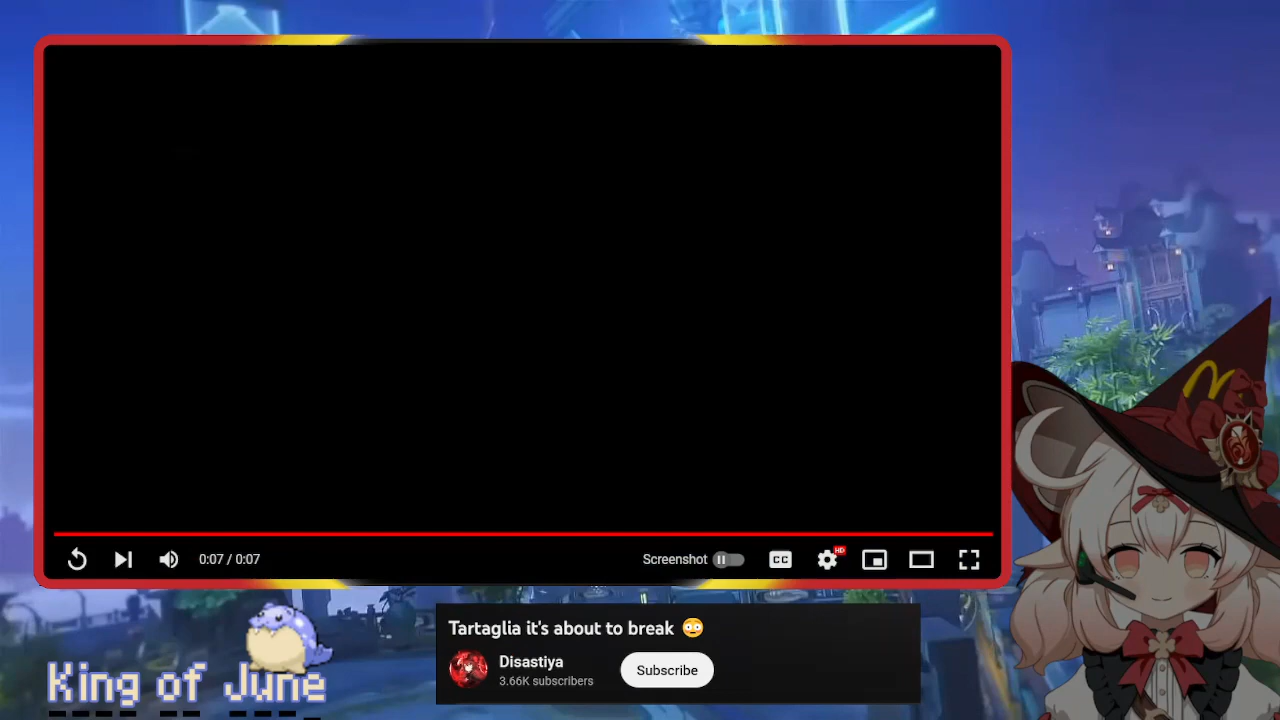 0:07 / 0:07
Screenshot
CC
HD
Tartaglia it's about to break 😳
Disastiya
3.66K subscribers
Subscribe
King of June